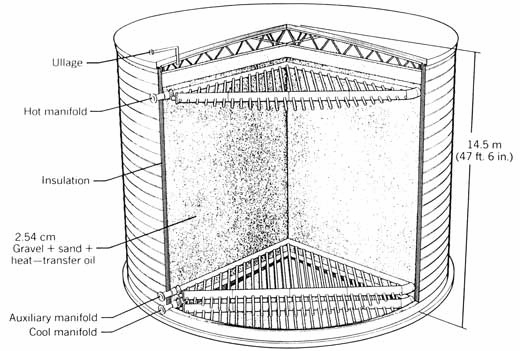 Ullage
Hot manifold
14.5 m
(47 ft. 6 in.)
Insulation
2.54 cm
Gravel + sand +
heat—transfer oil
Auxiliary manifold
Cool manifold